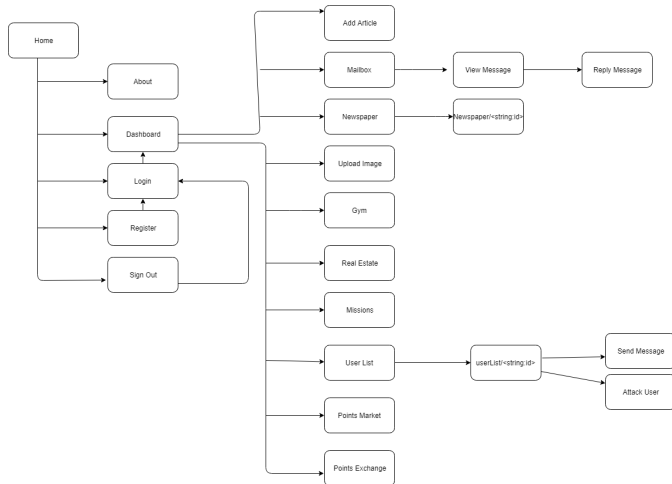 Home
About
Dashboard
Login
Register
Sign Out
Add Article
Mailbox
View Message
Reply Message
Newspaper
Newspaper/<string:id>
Upload Image
Gym
Real Estate
Missions
User List
userList/<string:id>
Send Message
Attack User
Points Market
Points Exchange